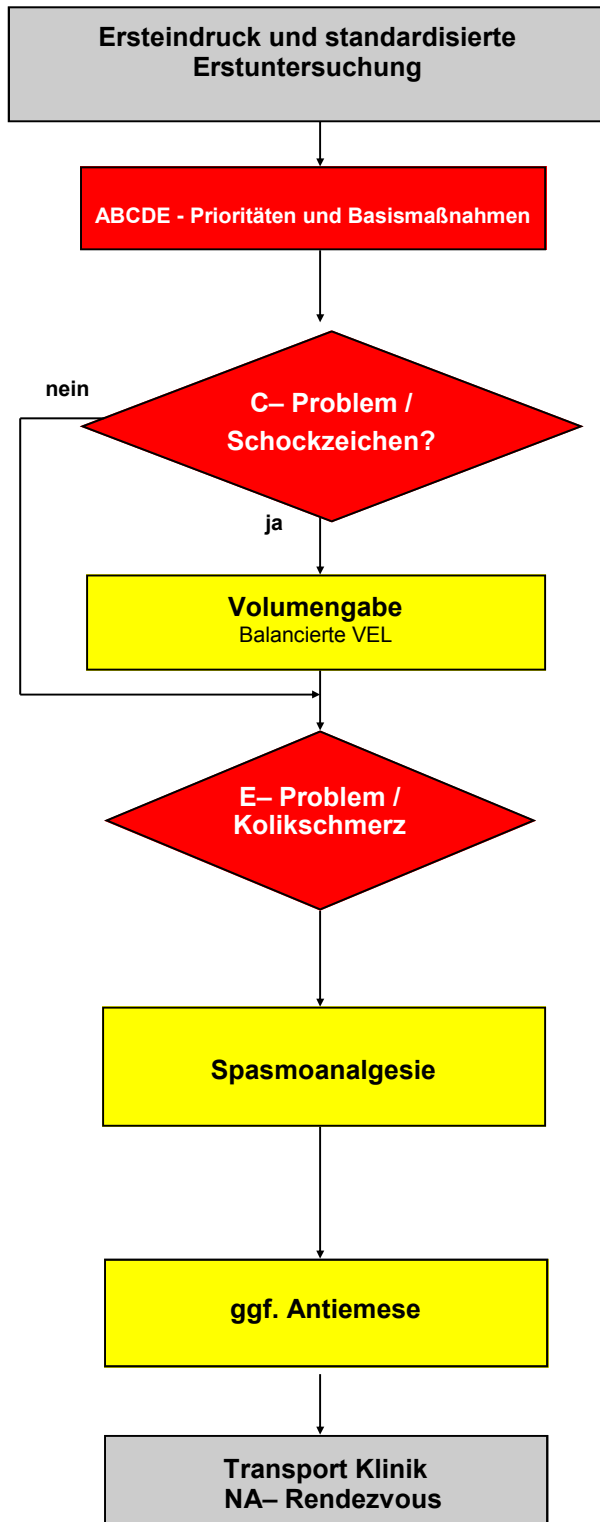 Ersteindruck und standardisierte
Erstuntersuchung
ABCDE - Prioritäten und Basismaßnahmen
nein
C– Problem /
Schockzeichen?
ja
Volumengabe
Balancierte VEL
E– Problem /
Kolikschmerz
Spasmoanalgesie
ggf. Antiemese
Transport Klinik
NA– Rendezvous